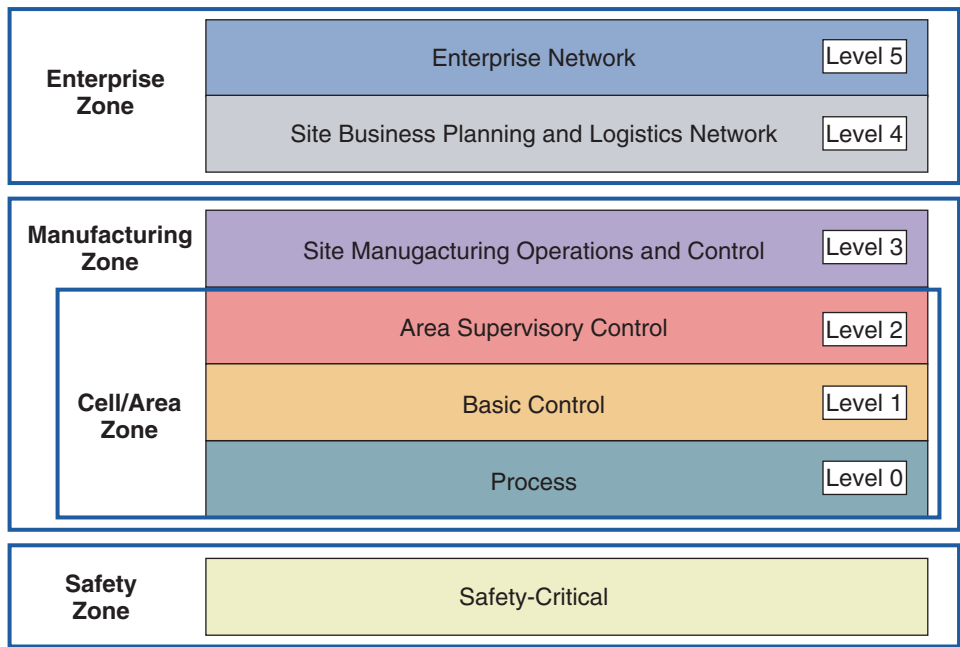 Enterprise
Zone
Enterprise Network
Level 5
Site Business Planning and Logistics Network
Level 4
Manufacturing
Zone
Site Manugacturing Operations and Control
Level 3
Cell/Area
Zone
Area Supervisory Control
Level 2
Basic Control
Level 1
Process
Level 0
Safety
Zone
Safety-Critical